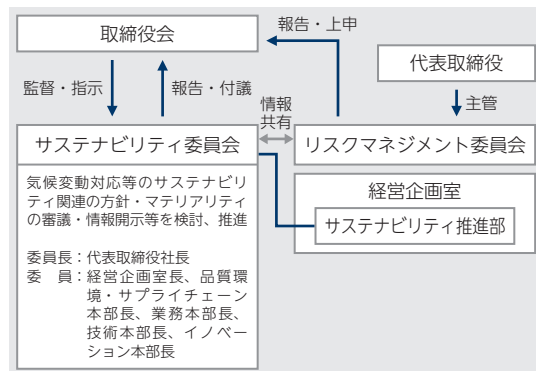 取締役会
報告・上申
代表取締役
監督・指示
報告・付議
主管
情報
共有
サステナビリティ委員会
リスクマネジメント委員会
気候変動対応等のサステナビリ
ティ関連の方針・マテリアリティ
の審議・情報開示等を検討、推進
委員長：代表取締役社長
委　員：経営企画室長、品質環
境・サプライチェーン
本部長、業務本部長、
技術本部長、イノベー
ション本部長
経営企画室
サステナビリティ推進部